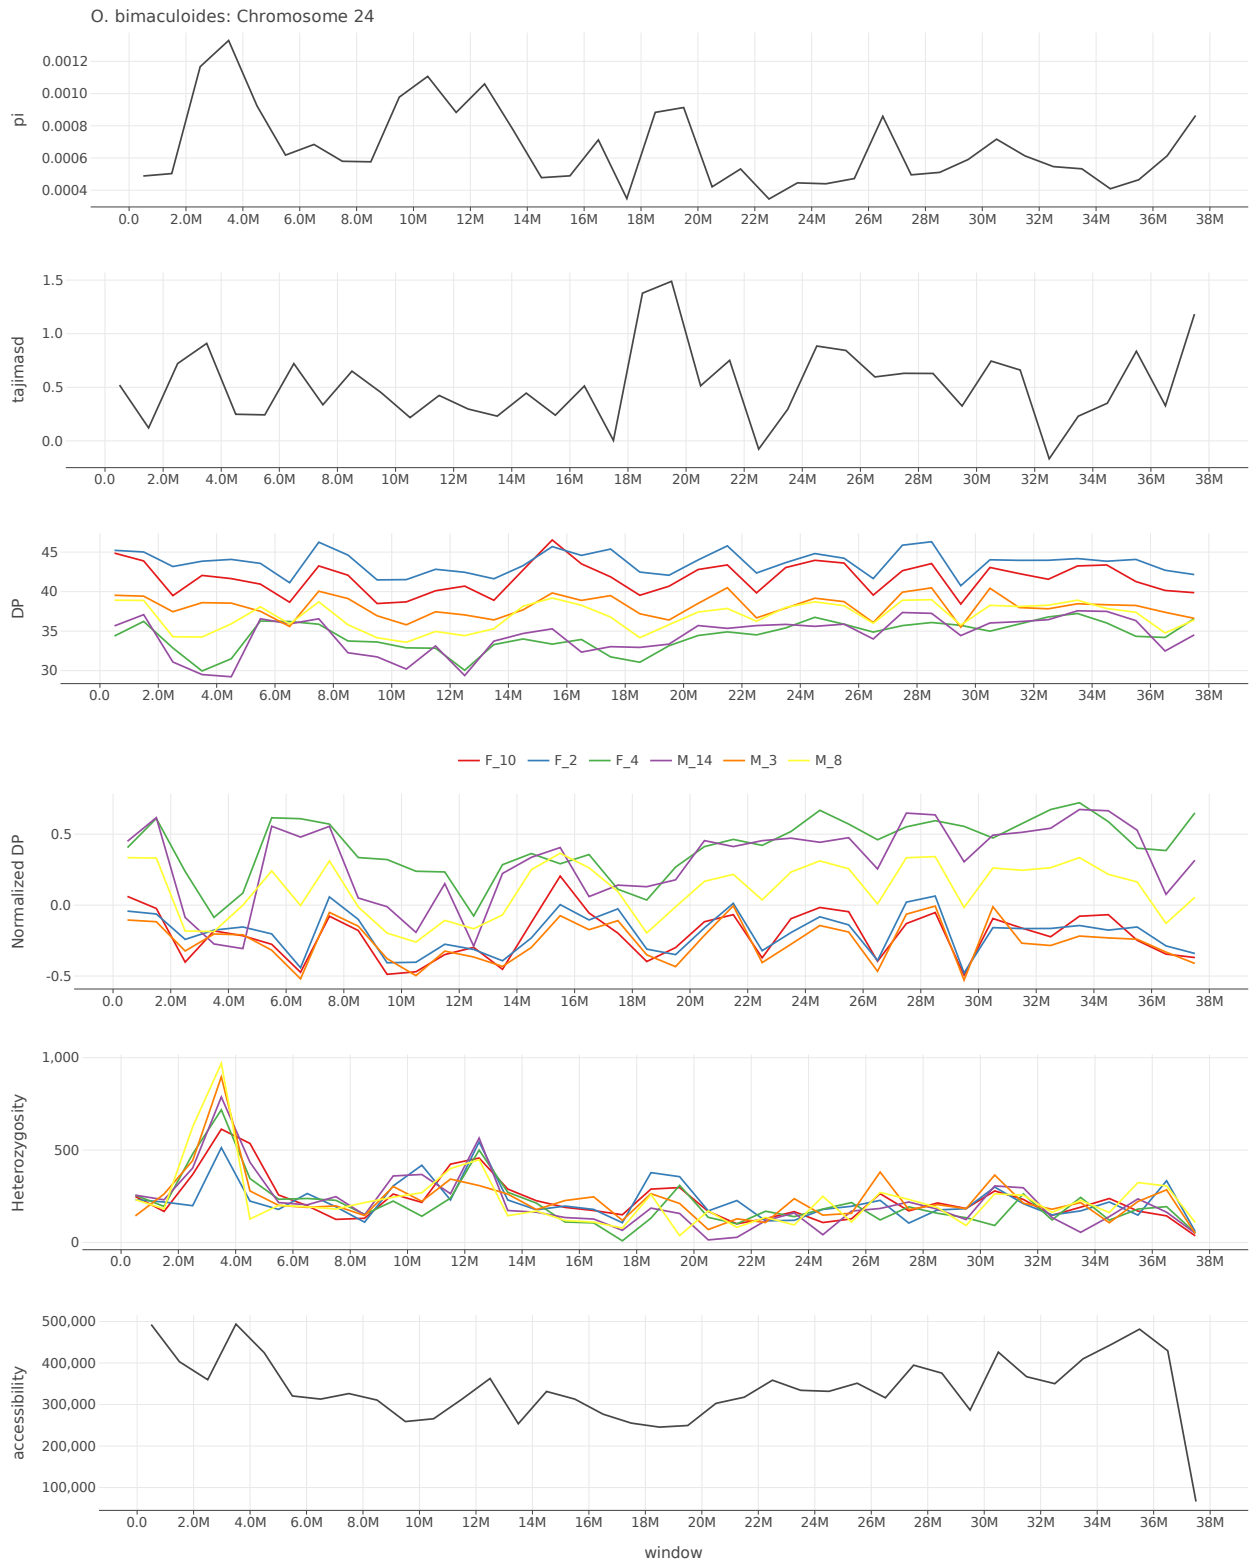 O. bimaculoides: Chromosome 24
0.0012
0.0010
0.0008
0.0006
0.0004
pi
0.0 2.0M 4.0M 6.0M 8.0M 10M 12M 14M 16M 18M 20M 22M 24M 26M 28M 30M 32M 34M 36M 38M
1.5
1.0
0.5
0.0
tajimasd
0.0 2.0M 4.0M 6.0M 8.0M 10M 12M 14M 16M 18M 20M 22M 24M 26M 28M 30M 32M 34M 36M 38M
45
40
35
30
DP
0.0 2.0M 4.0M 6.0M 8.0M 10M 12M 14M 16M 18M 20M 22M 24M 26M 28M 30M 32M 34M 36M 38M
F_10 F_2 F_4 M_14 M_3 M_8
0.5
0.0
-0.5
Normalized DP
0.0 2.0M 4.0M 6.0M 8.0M 10M 12M 14M 16M 18M 20M 22M 24M 26M 28M 30M 32M 34M 36M 38M
1,000
500
0
Heterozygosity
0.0 2.0M 4.0M 6.0M 8.0M 10M 12M 14M 16M 18M 20M 22M 24M 26M 28M 30M 32M 34M 36M 38M
500,000
400,000
300,000
200,000
100,000
accessibility
0.0 2.0M 4.0M 6.0M 8.0M 10M 12M 14M 16M 18M 20M 22M 24M 26M 28M 30M 32M 34M 36M 38M
window